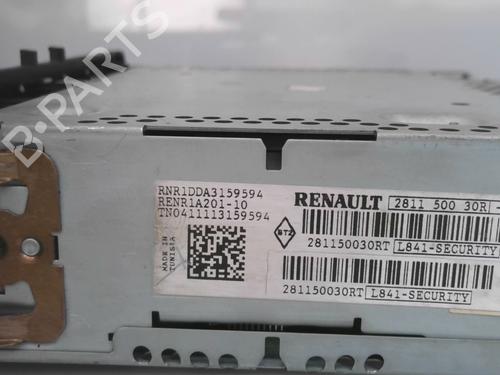 B-PARTS
RNR1DDA3159594
RENR1A201-10
TN0411113159594
MADE IN
TUNISIA
RENAULT
2811 500 30R
281150030RT
L841-SECURITY
281150030RT
L841-SECURITY